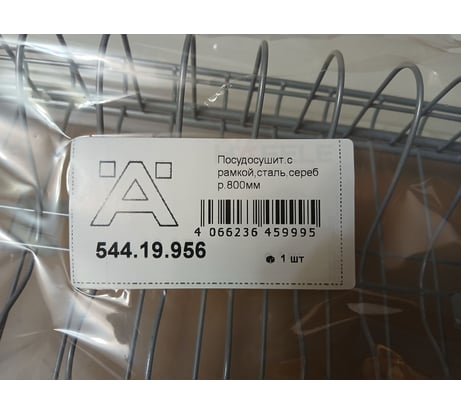 Посудосушит.с
рамкой,сталь,сереб
р.800мм
4 066236 459995
544.19.956
1 шт